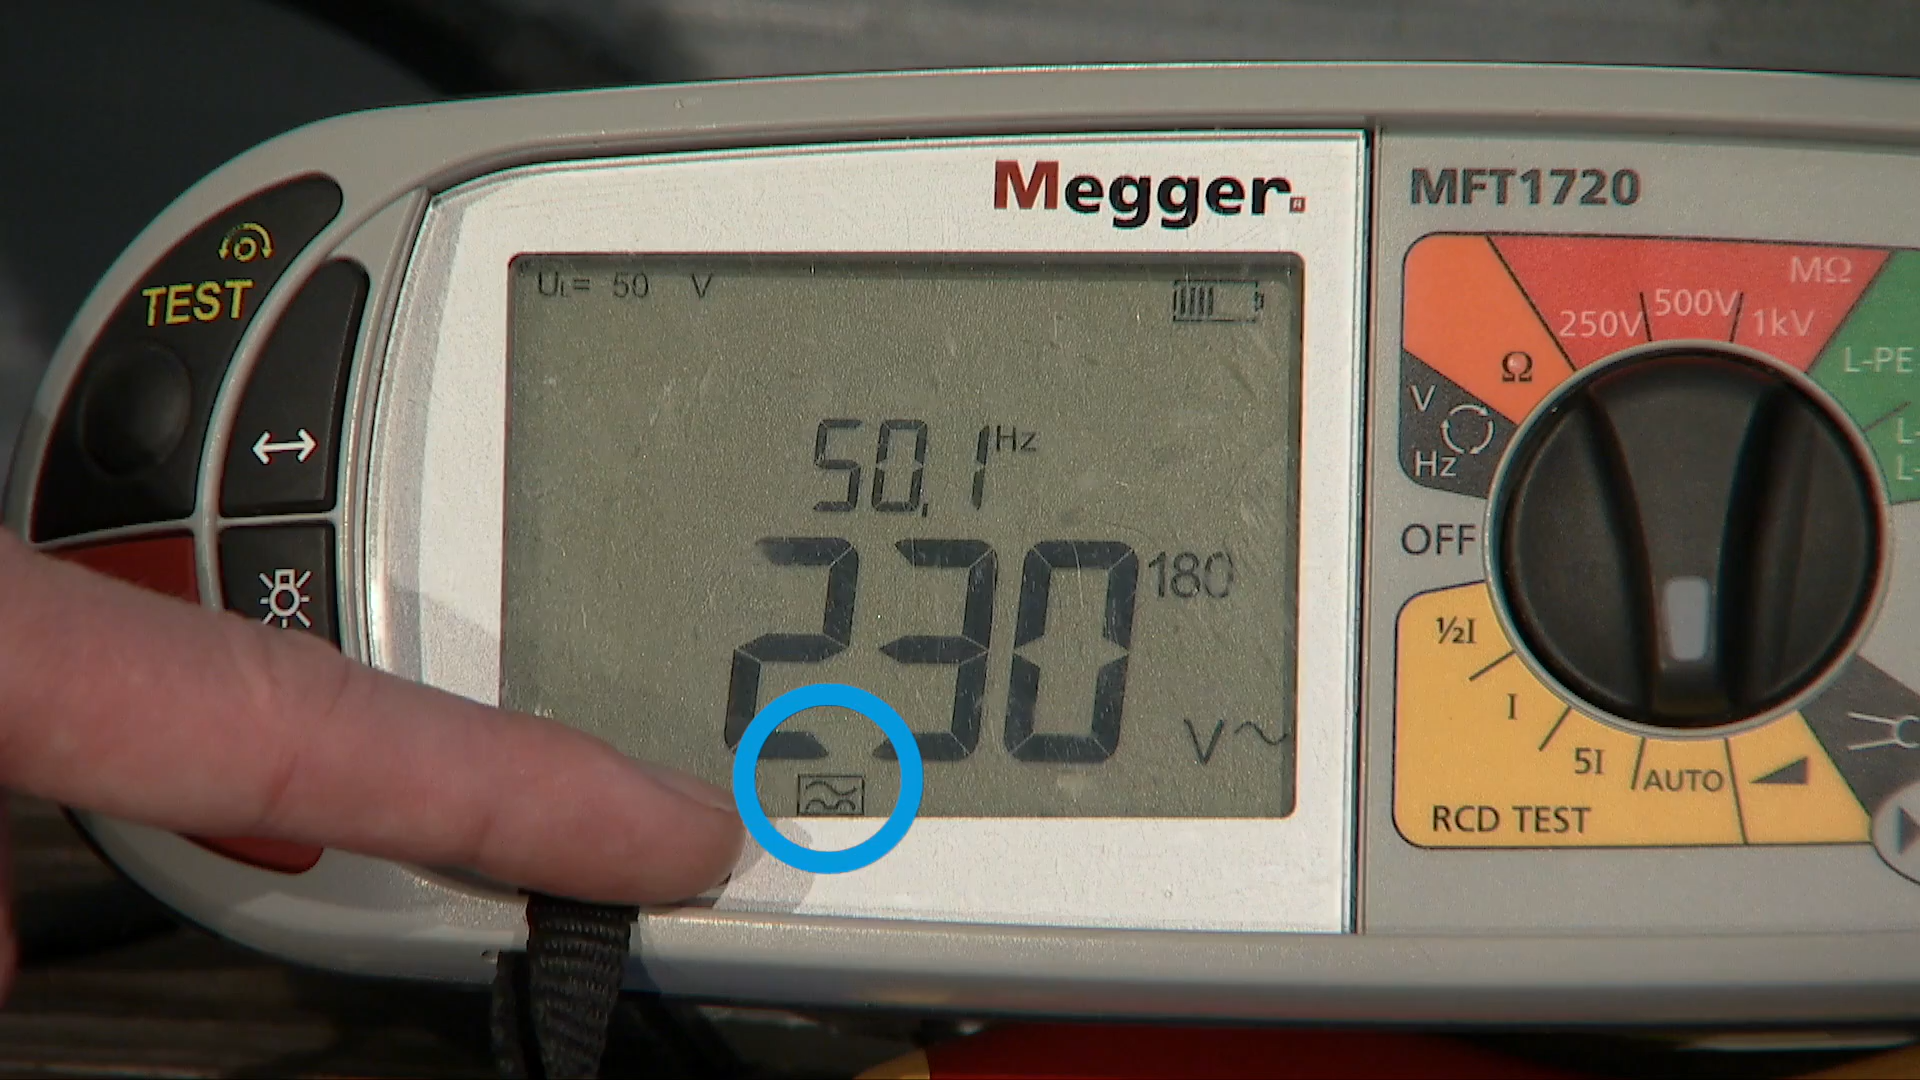 Megger.
MFT1720
TEST
UL= 50 V
50.1 Hz
230 180
V~
MΩ
250V
500V
1kV
L-PE
L-
L-
Ω
V
Hz
OFF
½I
I
5I
AUTO
RCD TEST